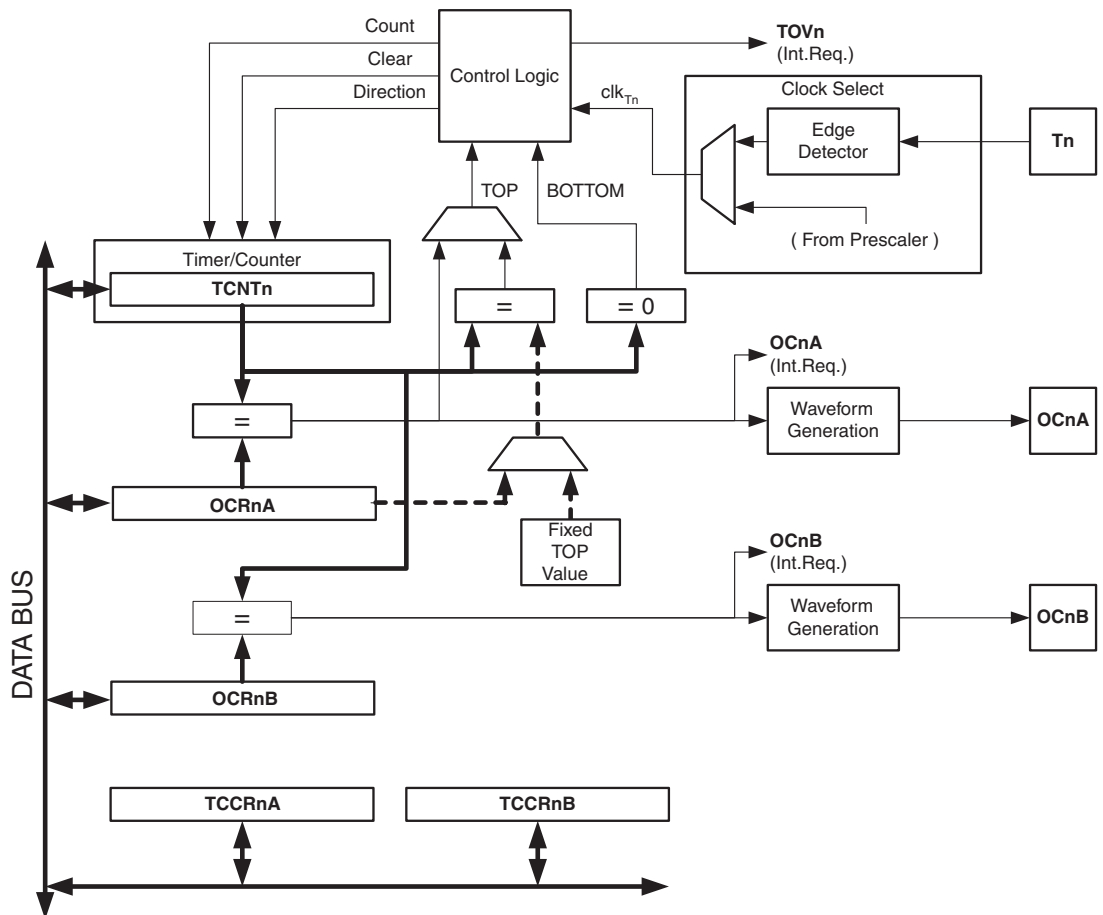 Count
TOVn
(Int.Req.)
Clear
Control Logic
Direction
clkTn
Clock Select
Edge
Detector
Tn
TOP
BOTTOM
( From Prescaler )
Timer/Counter
TCNTn
=
= 0
OCnA
(Int.Req.)
=
Waveform
Generation
OCnA
OCRnA
Fixed
TOP
Value
OCnB
(Int.Req.)
=
Waveform
Generation
OCnB
OCRnB
DATA BUS
TCCRnA
TCCRnB